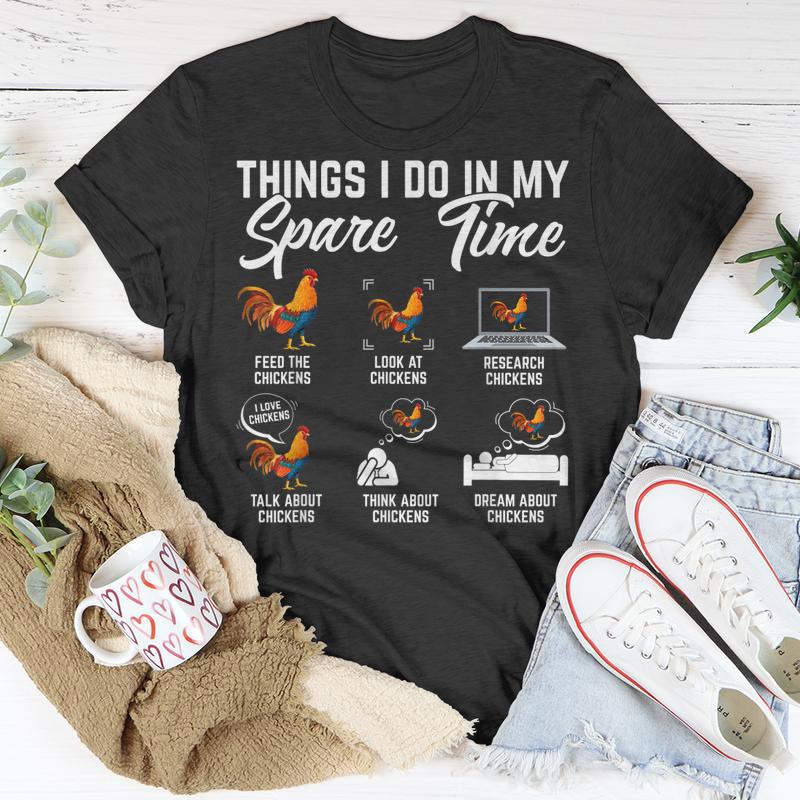 THINGS I DO IN MY
Spare Time
FEED THE
CHICKENS
LOOK AT
CHICKENS
RESEARCH
CHICKENS
I LOVE
CHICKENS
TALK ABOUT
CHICKENS
THINK ABOUT
CHICKENS
DREAM ABOUT
CHICKENS